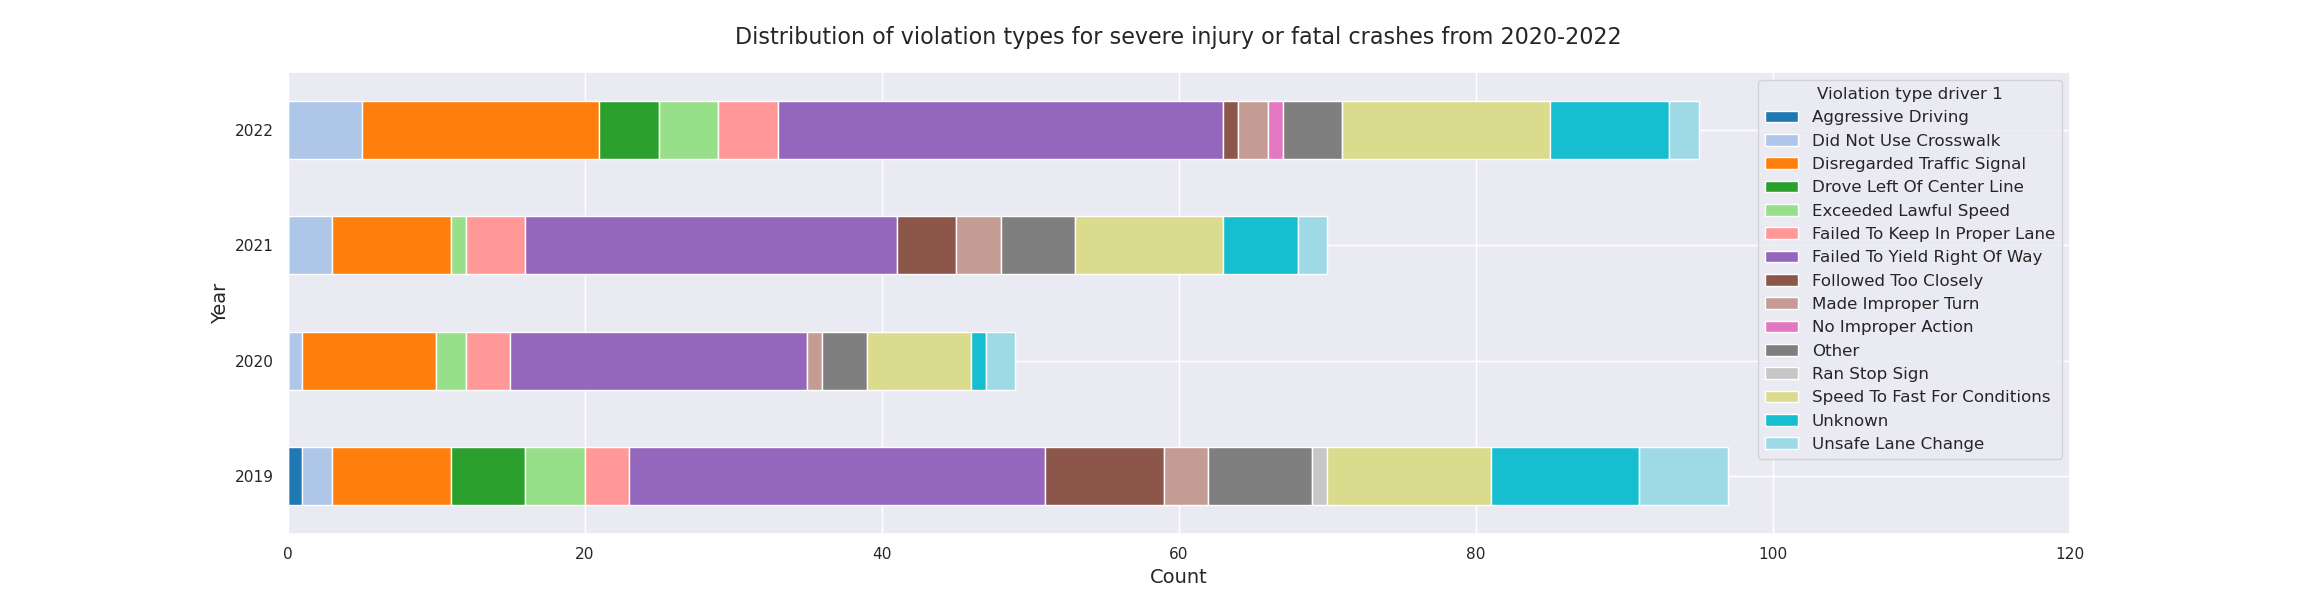 Distribution of violation types for severe injury or fatal crashes from 2020-2022
Violation type driver 1
Aggressive Driving
Did Not Use Crosswalk
Disregarded Traffic Signal
Drove Left Of Center Line
Exceeded Lawful Speed
Failed To Keep In Proper Lane
Failed To Yield Right Of Way
Followed Too Closely
Made Improper Turn
No Improper Action
Other
Ran Stop Sign
Speed To Fast For Conditions
Unknown
Unsafe Lane Change
Year
2022
2021
2020
2019
0 20 40 60 80 100 120
Count